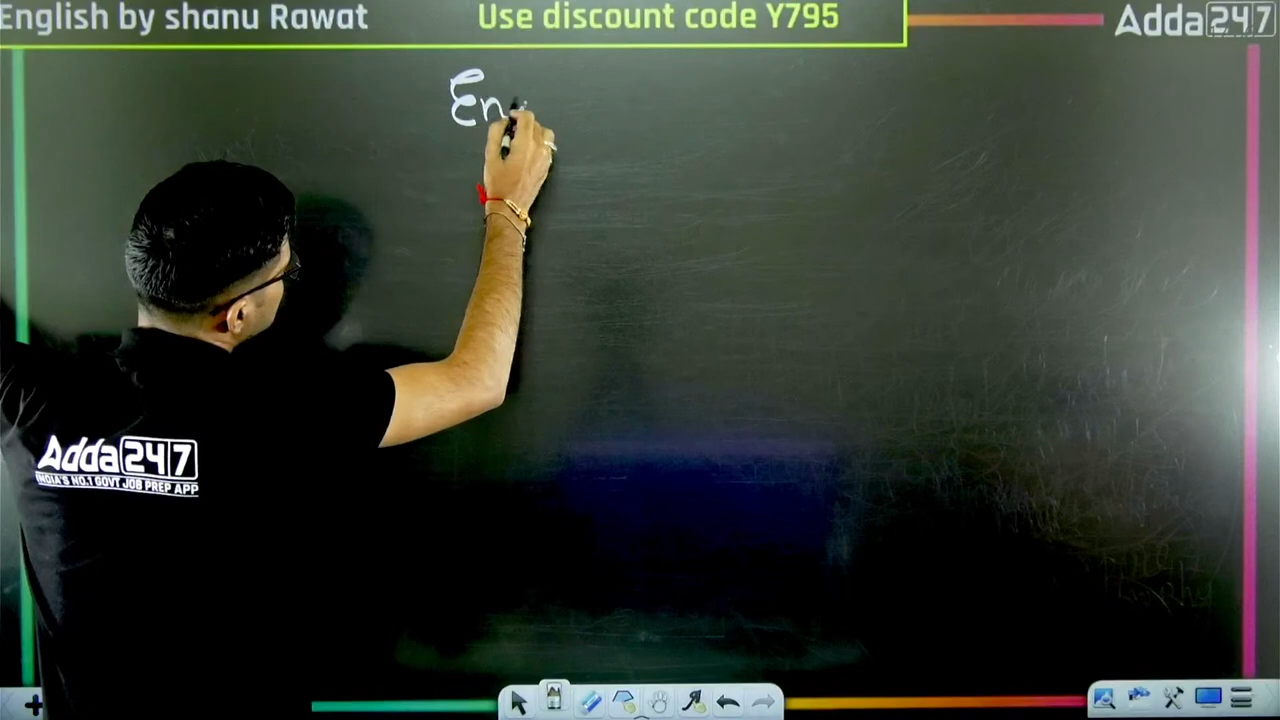 English by shanu Rawat
Use discount code Y795
Adda247
En
Adda247
INDIA'S NO.1 GOVT JOB PREP APP